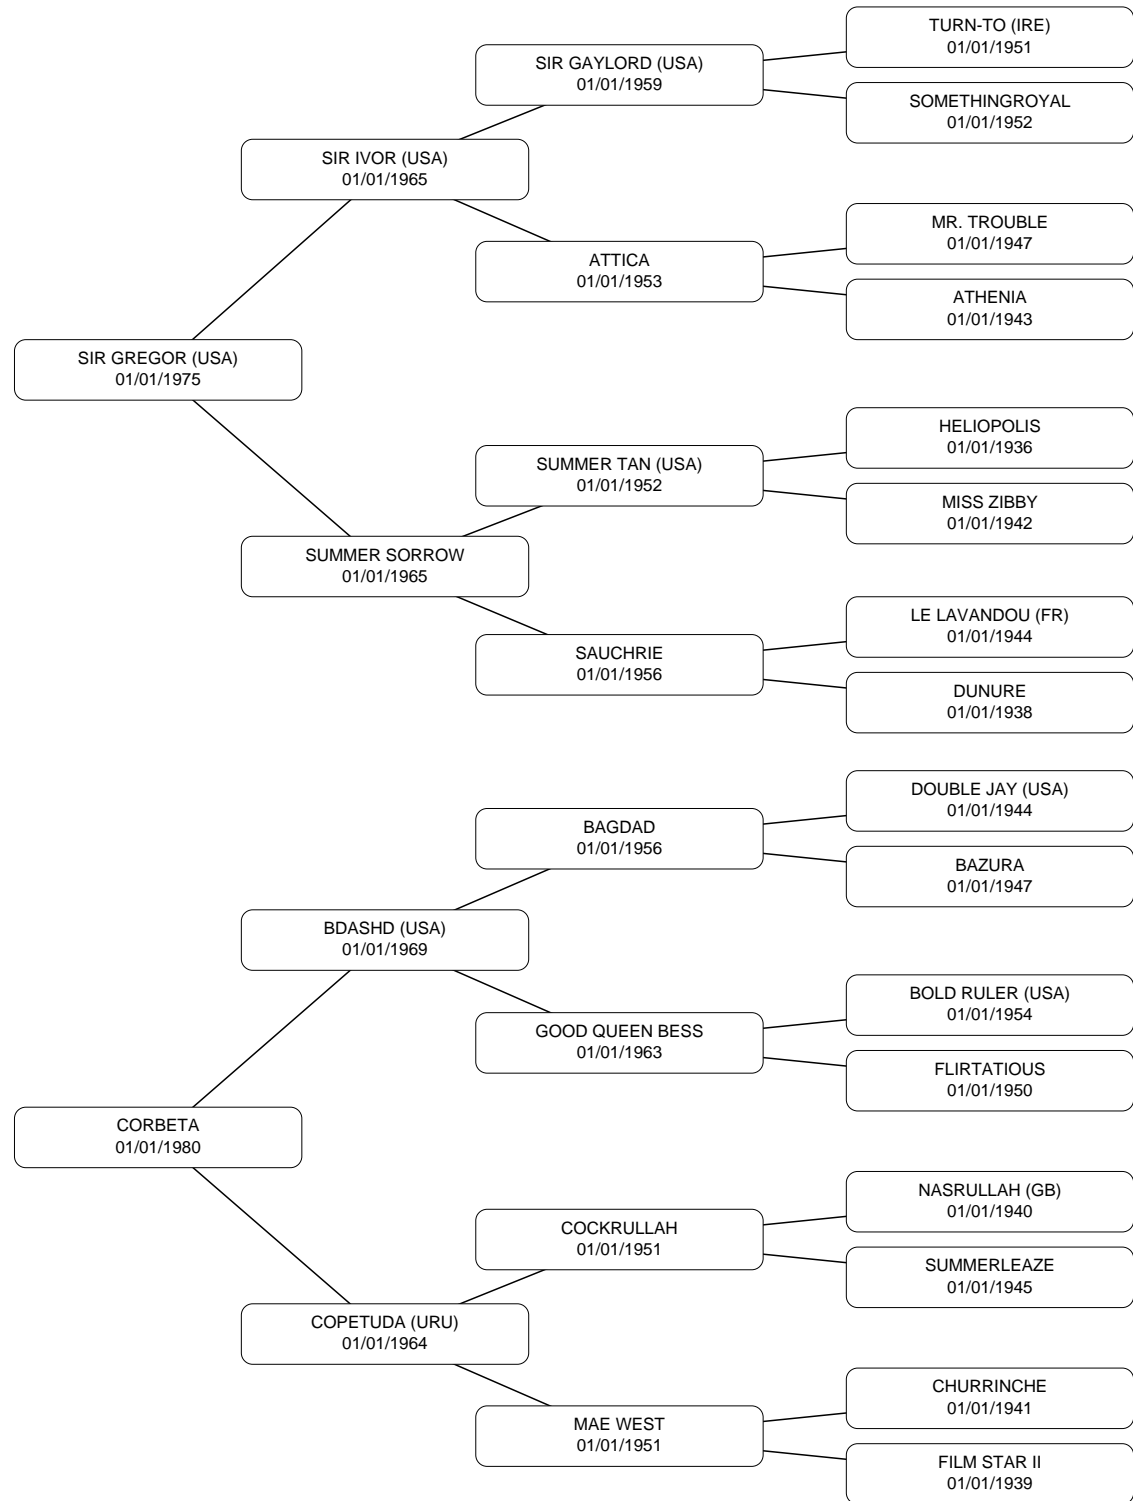 TURN-TO (IRE)
01/01/1951
SIR GAYLORD (USA)
01/01/1959
SOMETHINGROYAL
01/01/1952
SIR IVOR (USA)
01/01/1965
MR. TROUBLE
01/01/1947
ATTICA
01/01/1953
ATHENIA
01/01/1943
SIR GREGOR (USA)
01/01/1975
HELIOPOLIS
01/01/1936
SUMMER TAN (USA)
01/01/1952
MISS ZIBBY
01/01/1942
SUMMER SORROW
01/01/1965
LE LAVANDOU (FR)
01/01/1944
SAUCHRIE
01/01/1956
DUNURE
01/01/1938
DOUBLE JAY (USA)
01/01/1944
BAGDAD
01/01/1956
BAZURA
01/01/1947
BDASHD (USA)
01/01/1969
BOLD RULER (USA)
01/01/1954
GOOD QUEEN BESS
01/01/1963
FLIRTATIOUS
01/01/1950
CORBETA
01/01/1980
NASRULLAH (GB)
01/01/1940
COCKRULLAH
01/01/1951
SUMMERLEAZE
01/01/1945
COPETUDA (URU)
01/01/1964
CHURRINCHE
01/01/1941
MAE WEST
01/01/1951
FILM STAR II
01/01/1939